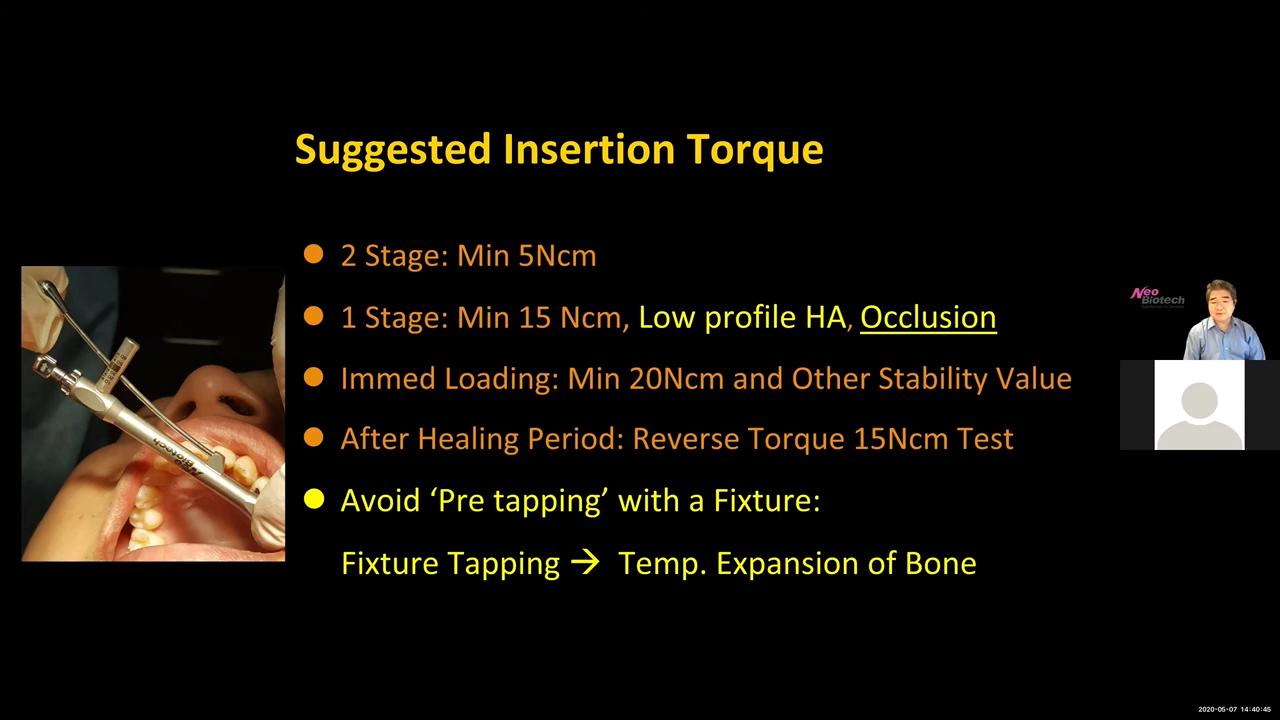 Suggested Insertion Torque
● 2 Stage: Min 5Ncm
● 1 Stage: Min 15 Ncm, Low profile HA, Occlusion
● Immed Loading: Min 20Ncm and Other Stability Value
● After Healing Period: Reverse Torque 15Ncm Test
● Avoid ‘Pre tapping’ with a Fixture:
Fixture Tapping → Temp. Expansion of Bone
Neo
Biotech
Biotech
2020-05-07 14:40:45